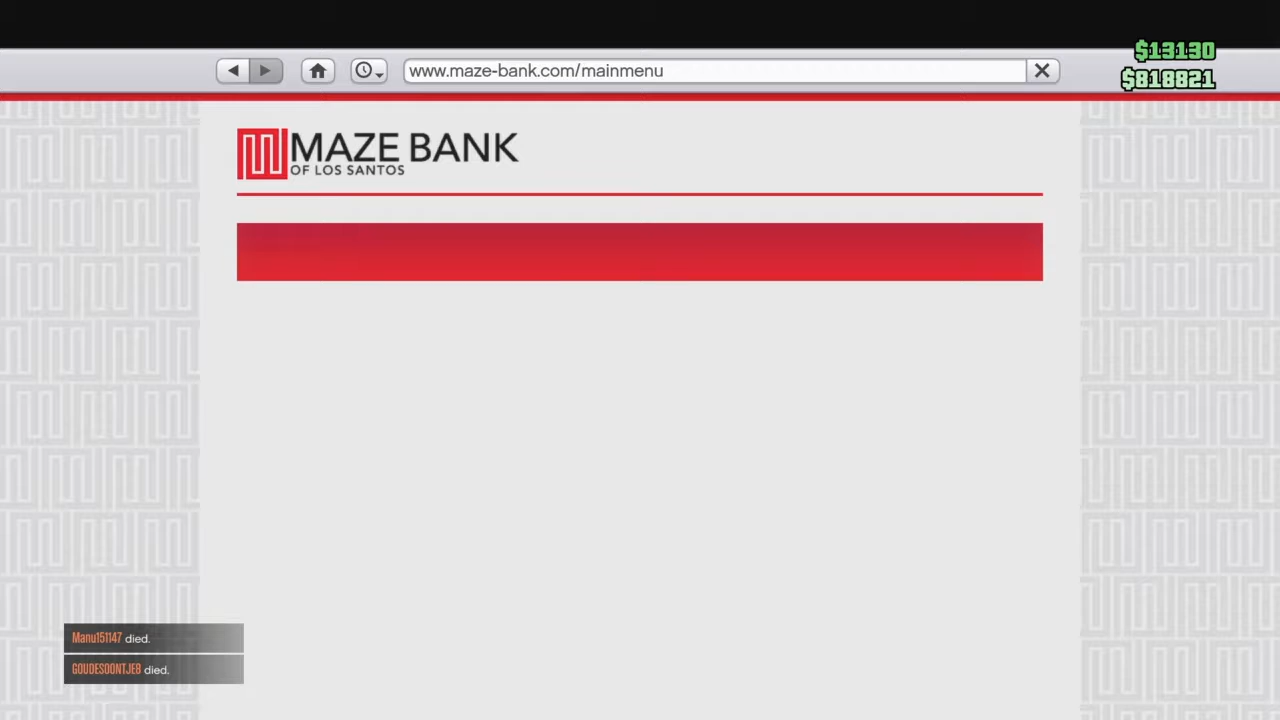 $13130
www.maze-bank.com/mainmenu
$818821
MAZE BANK
OF LOS SANTOS
Manu151147 died.
GOUDESOONTJEB died.